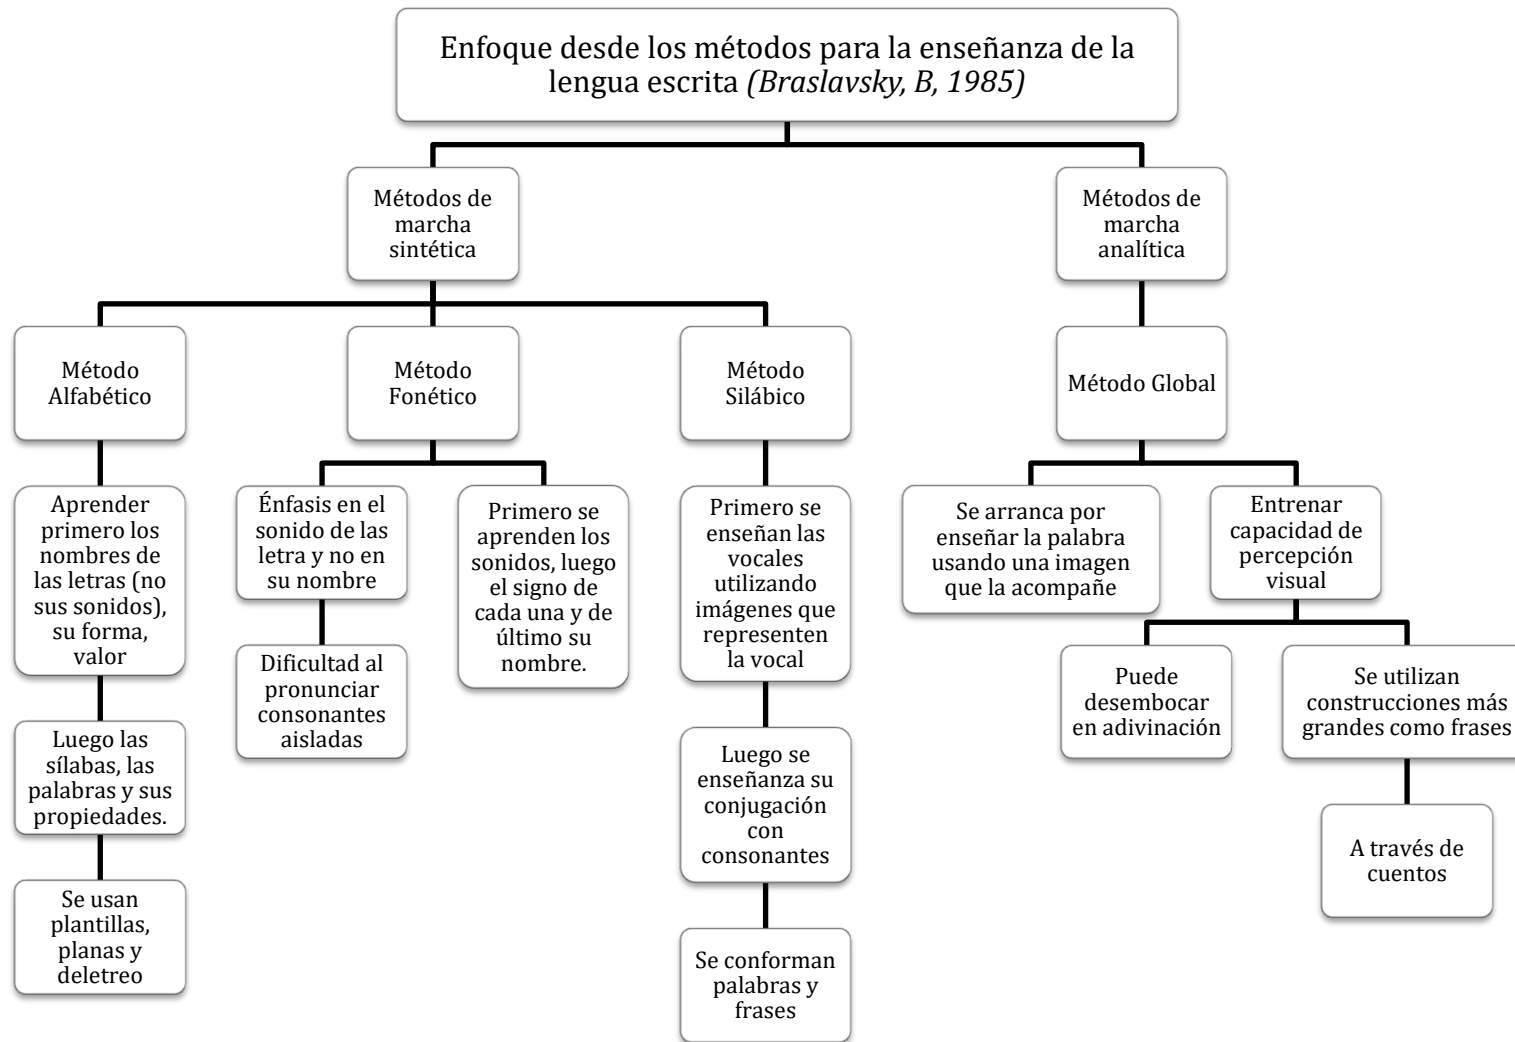 Enfoque desde los métodos para la enseñanza de la
lengua escrita (Braslavsky, B, 1985)
Métodos de
marcha
sintética
Métodos de
marcha
analítica
Método
Alfabético
Método
Fonético
Método
Silábico
Método Global
Aprender
primero los
nombres de
las letras (no
sus sonidos),
su forma,
valor
Luego las
sílabas, las
palabras y sus
propiedades.
Se usan
plantillas,
planas y
deletreo
Énfasis en el
sonido de las
letra y no en
su nombre
Dificultad al
pronunciar
consonantes
aisladas
Primero se
aprenden los
sonidos, luego
el signo de
cada una y de
último su
nombre.
Primero se
enseñan las
vocales
utilizando
imágenes que
representen
la vocal
Luego se
enseñanza su
conjugación
con
consonantes
Se conforman
palabras y
frases
Se arranca por
enseñar la palabra
usando una imagen
que la acompañe
Entrenar
capacidad de
percepción
visual
Puede
desembocar
en adivinación
Se utilizan
construcciones más
grandes como frases
A través de
cuentos